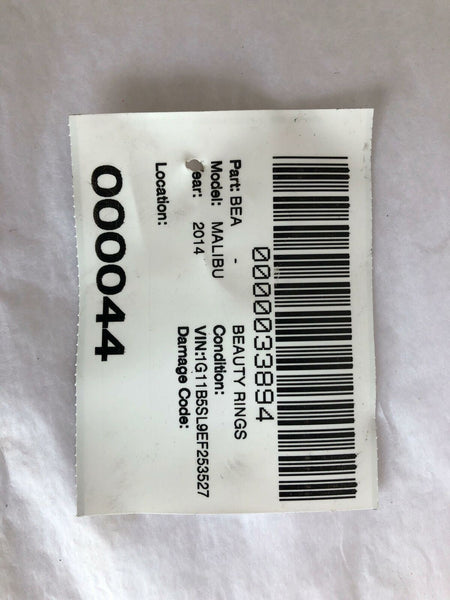 0000033894
Part: BEA - BEAUTY RINGS
Model: MALIBU Condition:
Year: 2014 VIN:1G11B5SL9EF253527
Damage Code:
Location:
000044